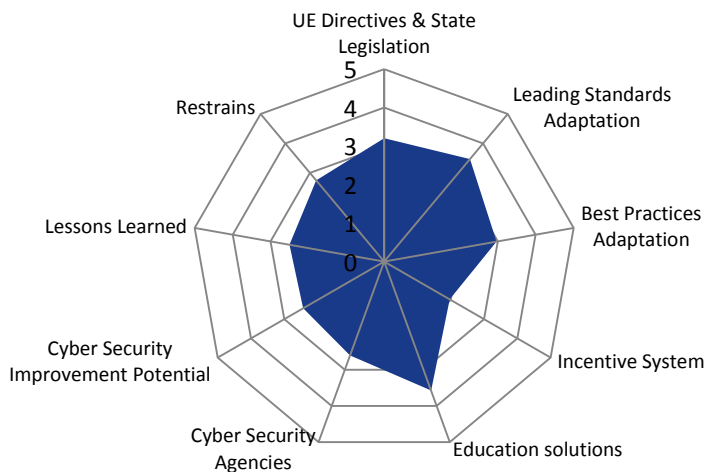 UE Directives & State
Legislation
Leading Standards
Adaptation
Best Practices
Adaptation
Incentive System
Education solutions
Cyber Security
Agencies
Cyber Security
Improvement Potential
Lessons Learned
Restrains
5
4
3
2
1
0